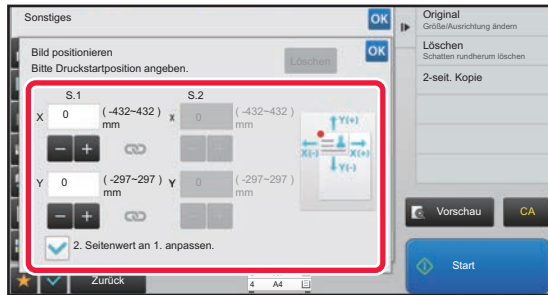 Sonstiges
OK
Bild positionieren
Bitte Druckstartposition angeben.
Löschen
OK
S.1
S.2
X 0 (-432~432) mm
x 0 (-432~432) mm
− +
− +
Y 0 (-297~297) mm
Y 0 (-297~297) mm
− +
− +
Y(+)
X(-) X(+)
Y(-)
2. Seitenwert an 1. anpassen.
Zurück
4 A4
Original
Größe/Ausrichtung ändern
Löschen
Schatten rundherum löschen
2-seit. Kopie
Vorschau
CA
Start